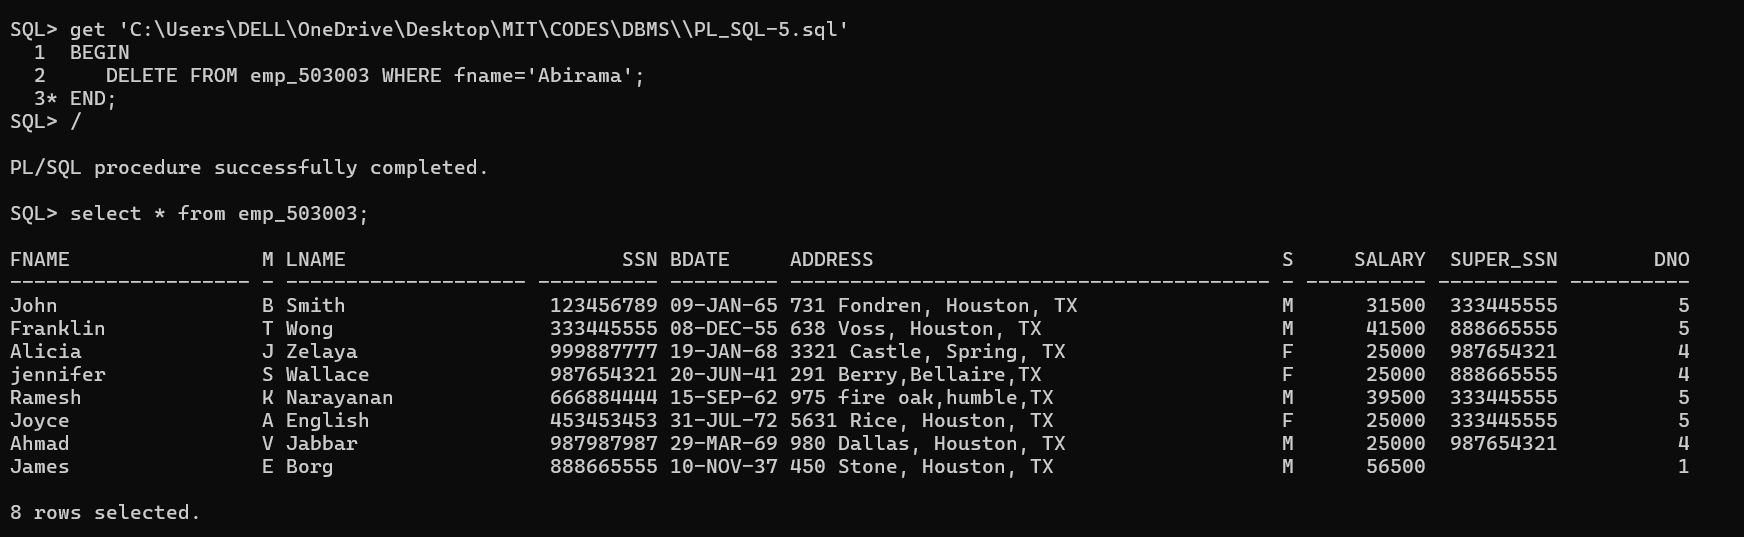 SQL> get 'C:\Users\DELL\OneDrive\Desktop\MIT\CODES\DBMS\\PL_SQL-5.sql'
  1  BEGIN
  2     DELETE FROM emp_503003 WHERE fname='Abirama';
  3* END;
SQL> /

PL/SQL procedure successfully completed.

SQL> select * from emp_503003;

FNAME                M LNAME                       SSN BDATE     ADDRESS                                  S     SALARY  SUPER_SSN        DNO
-------------------- - -------------------- ---------- --------- ---------------------------------------- - ---------- ---------- ----------
John                 B Smith                 123456789 09-JAN-65 731 Fondren, Houston, TX                 M      31500  333445555          5
Franklin             T Wong                  333445555 08-DEC-55 638 Voss, Houston, TX                    M      41500  888665555          5
Alicia               J Zelaya                999887777 19-JAN-68 3321 Castle, Spring, TX                  F      25000  987654321          4
jennifer             S Wallace               987654321 20-JUN-41 291 Berry,Bellaire,TX                    F      25000  888665555          4
Ramesh               K Narayanan             666884444 15-SEP-62 975 fire oak,humble,TX                   M      39500  333445555          5
Joyce                A English               453453453 31-JUL-72 5631 Rice, Houston, TX                   F      25000  333445555          5
Ahmad                V Jabbar                987987987 29-MAR-69 980 Dallas, Houston, TX                  M      25000  987654321          4
James                E Borg                  888665555 10-NOV-37 450 Stone, Houston, TX                   M      56500                     1

8 rows selected.